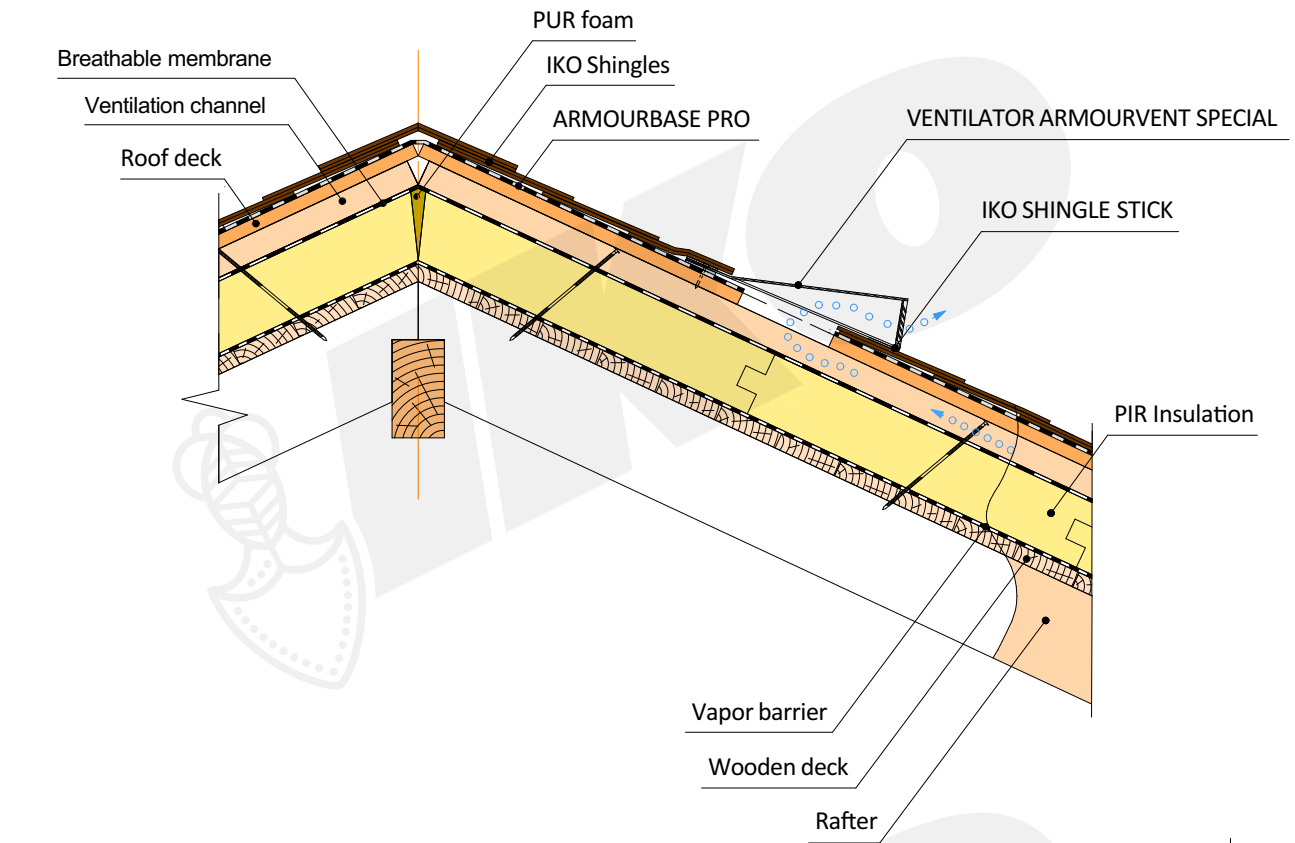 PUR foam
Breathable membrane
IKO Shingles
Ventilation channel
ARMOURBASE PRO
VENTILATOR ARMOURVENT SPECIAL
Roof deck
IKO SHINGLE STICK
PIR Insulation
Vapor barrier
Wooden deck
Rafter
IKO